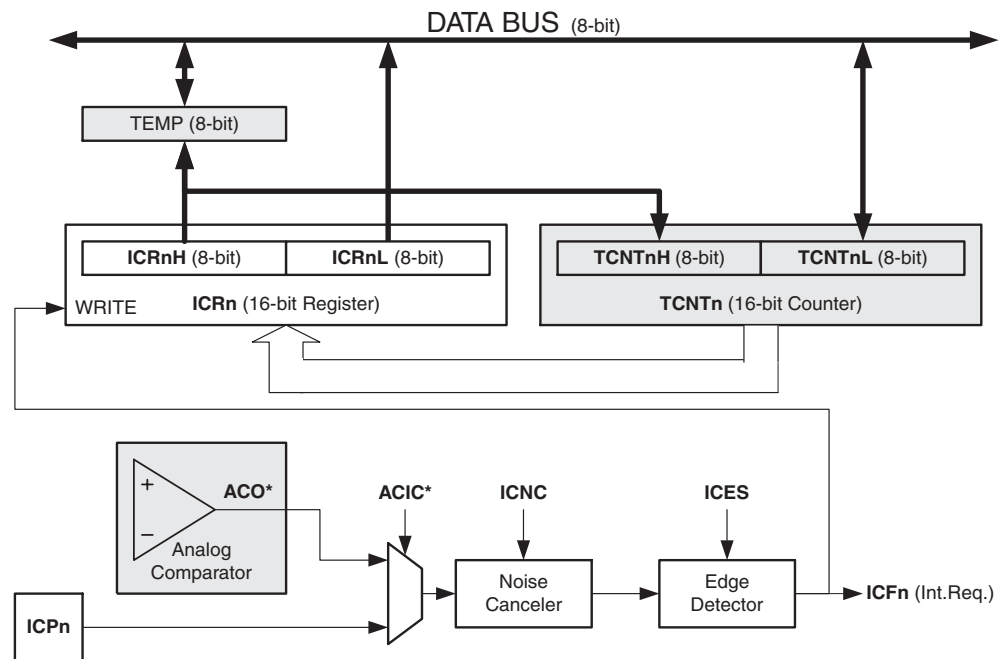 DATA BUS (8-bit)
TEMP (8-bit)
ICRnH (8-bit)
ICRnL (8-bit)
TCNTnH (8-bit)
TCNTnL (8-bit)
WRITE
ICRn (16-bit Register)
TCNTn (16-bit Counter)
+
−
ACO*
Analog
Comparator
ACIC*
ICNC
ICES
Noise
Canceler
Edge
Detector
ICFn (Int.Req.)
ICPn